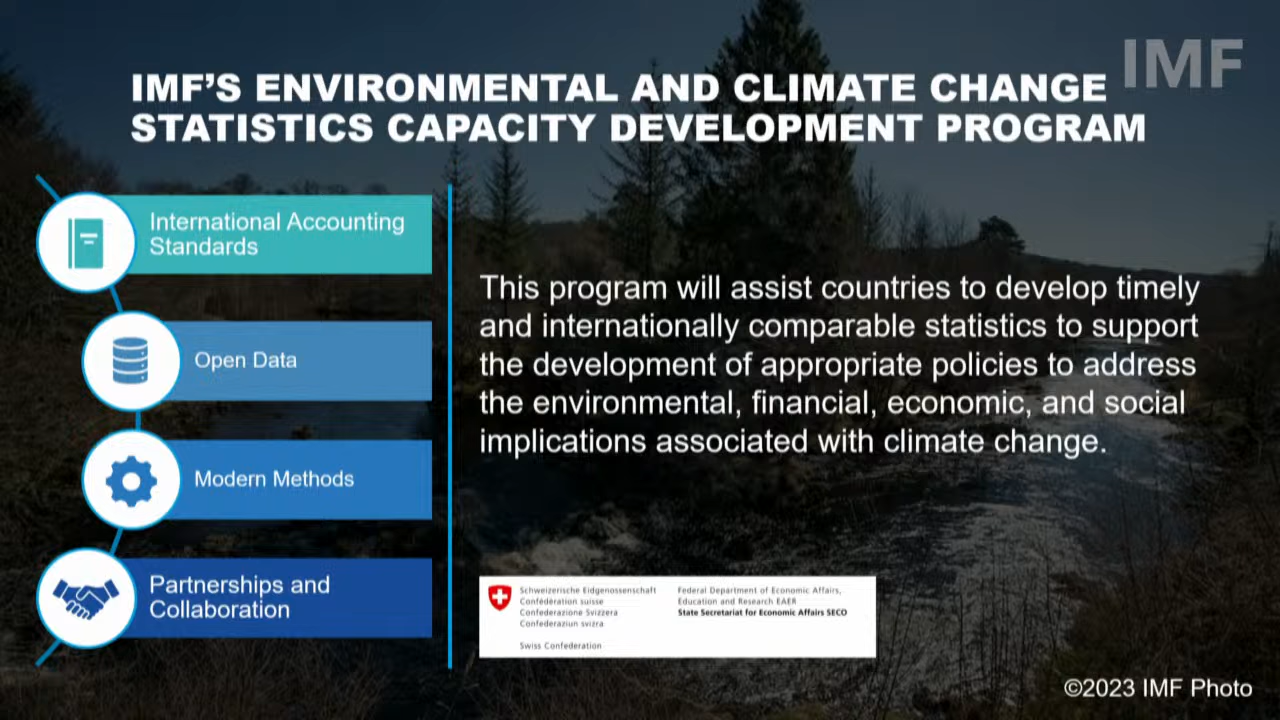 IMF
IMF'S ENVIRONMENTAL AND CLIMATE CHANGE
STATISTICS CAPACITY DEVELOPMENT PROGRAM
International Accounting
Standards
Open Data
Modern Methods
Partnerships and
Collaboration
This program will assist countries to develop timely
and internationally comparable statistics to support
the development of appropriate policies to address
the environmental, financial, economic, and social
implications associated with climate change.
Schweizerische Eidgenossenschaft
Confédération suisse
Confederazione Svizzera
Confederaziun svizra
Swiss Confederation
Federal Department of Economic Affairs,
Education and Research EAER
State Secretariat for Economic Affairs SECO
©2023 IMF Photo